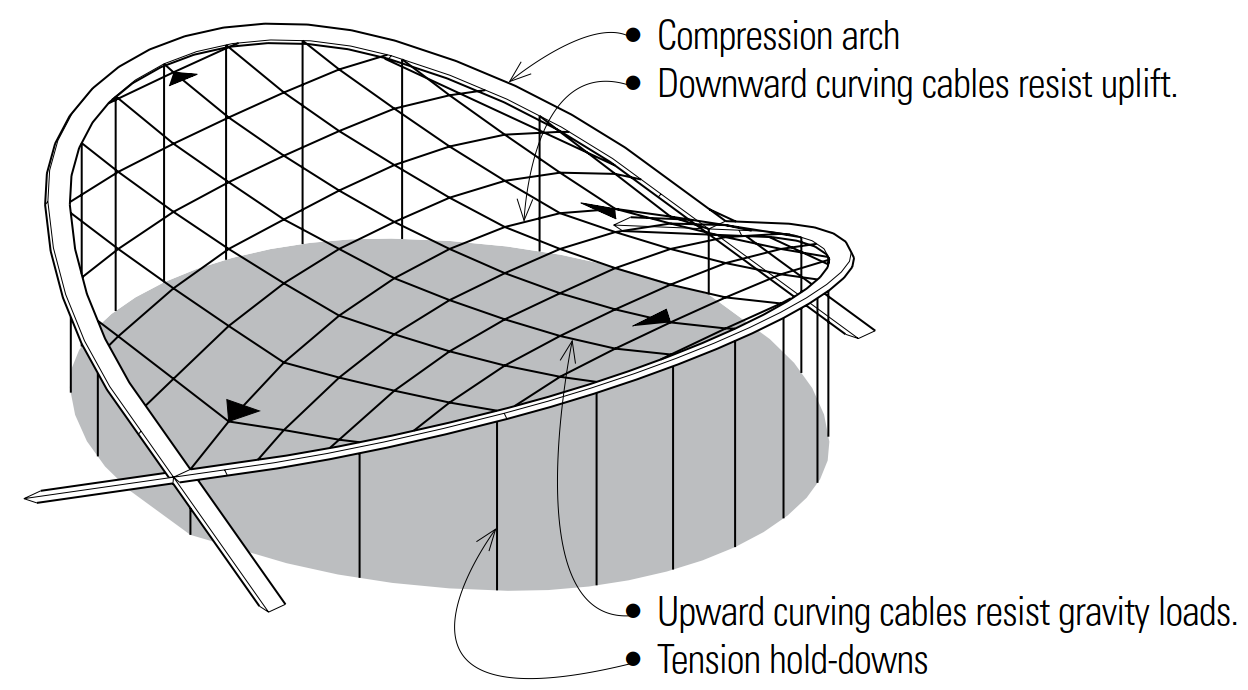 Compression arch
Downward curving cables resist uplift.
Upward curving cables resist gravity loads.
Tension hold-downs